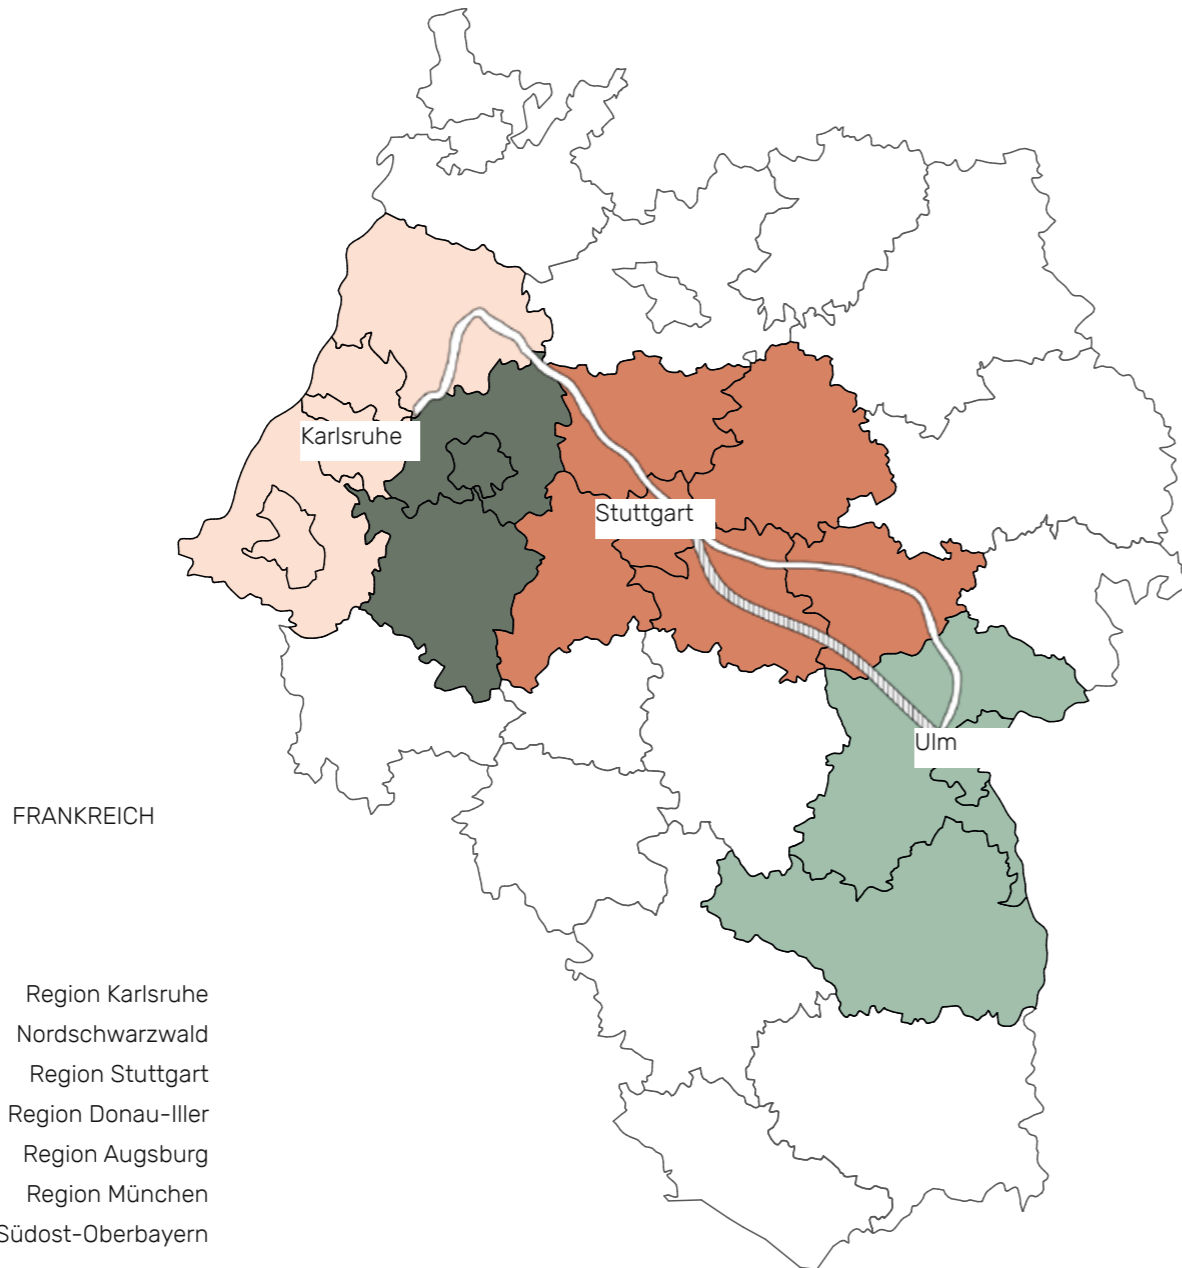 Karlsruhe
Stuttgart
Ulm
FRANKREICH
Region Karlsruhe
Nordschwarzwald
Region Stuttgart
Region Donau-Iller
Region Augsburg
Region München
Südost-Oberbayern